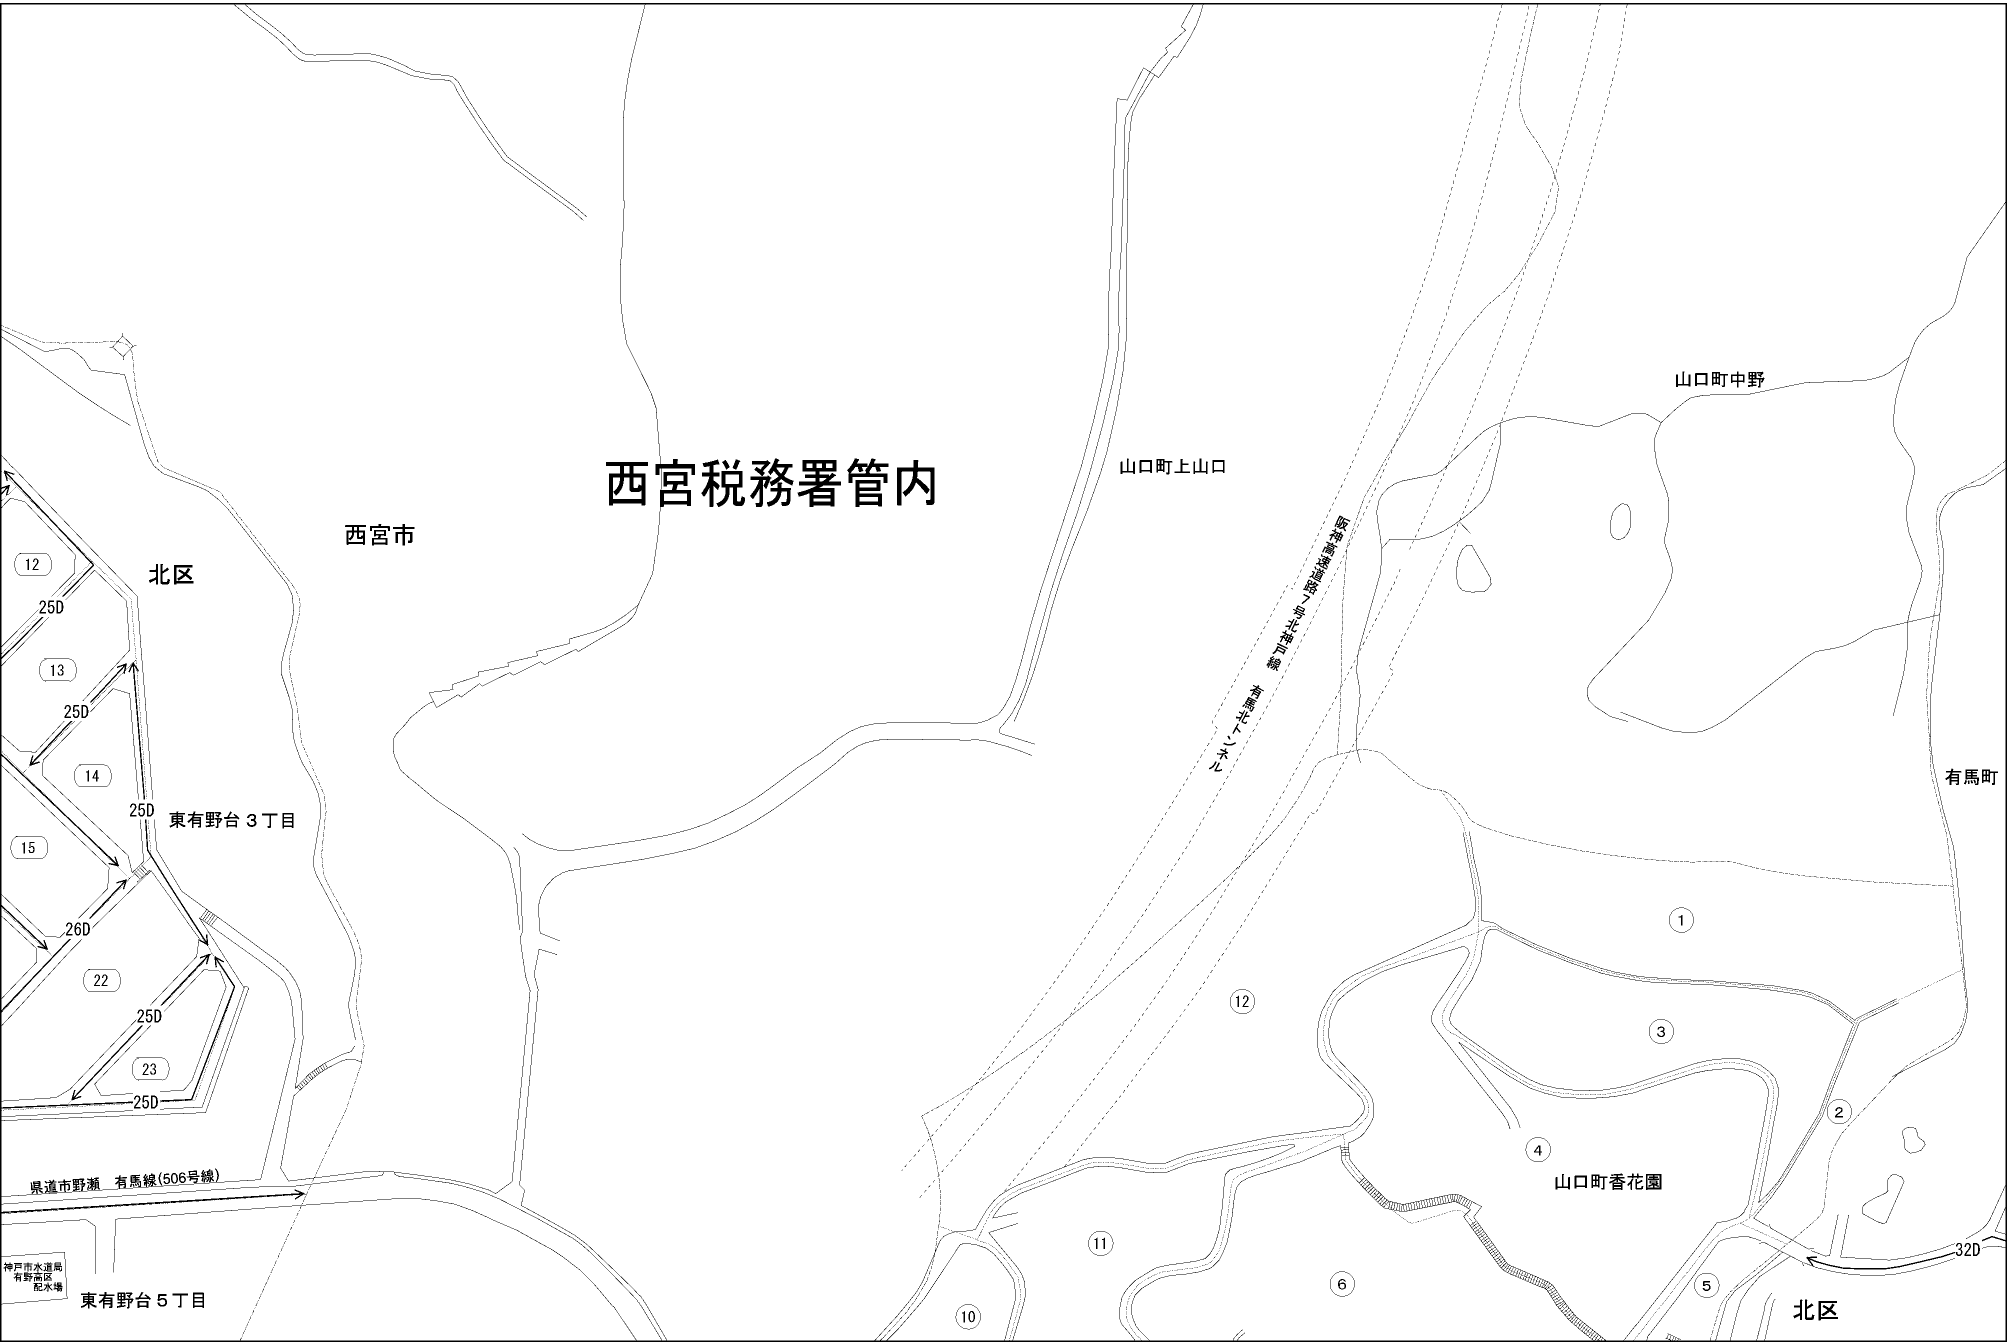 山口町中野
西宮税務署管内
山口町上山口
西宮市
北区
阪神高速道路7号北神戸線 有馬北トンネル
12
25D
13
25D
14
25D
東有野台3丁目
15
有馬町
26D
22
25D
23
25D
1
12
3
2
4
山口町香花園
県道市野瀬 有馬線(506号線)
神戸市水道局
有野高区
配水場
東有野台5丁目
11
10
6
5
32D
北区